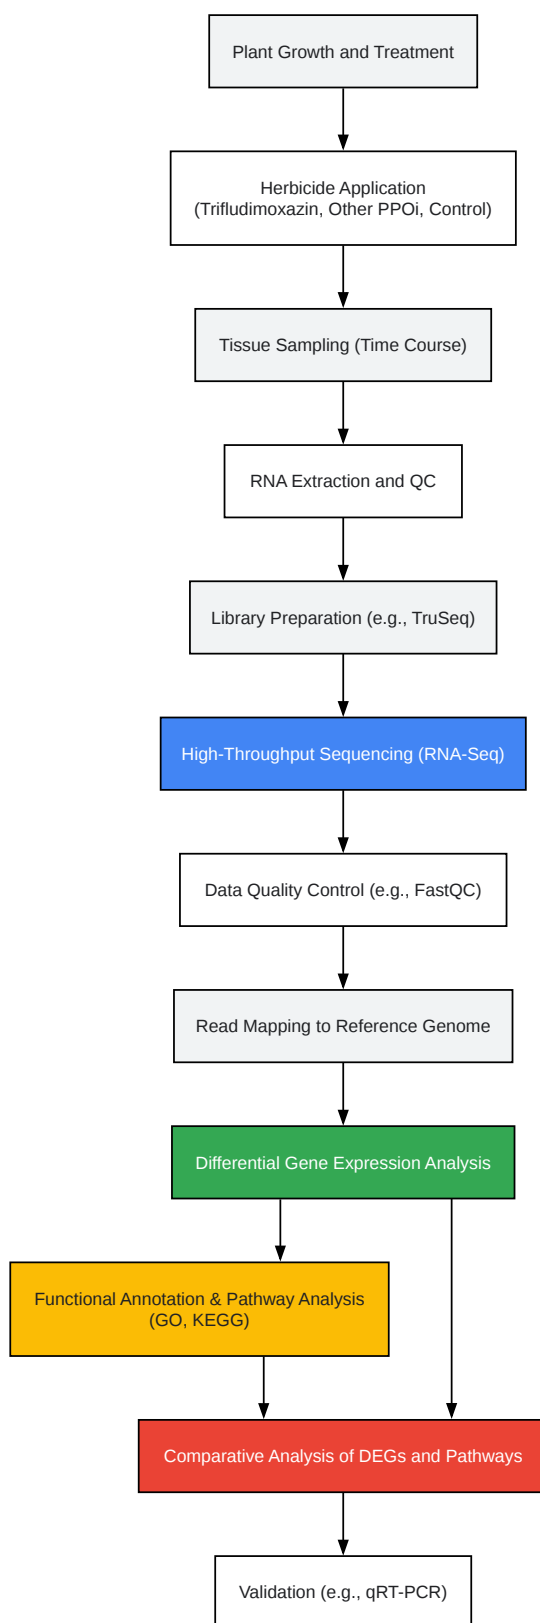 Plant Growth and Treatment
Herbicide Application
(Trifludimoxazin, Other PPOi, Control)
Tissue Sampling (Time Course)
RNA Extraction and QC
Library Preparation (e.g., TruSeq)
High-Throughput Sequencing (RNA-Seq)
Data Quality Control (e.g., FastQC)
Read Mapping to Reference Genome
Differential Gene Expression Analysis
Functional Annotation & Pathway Analysis
(GO, KEGG)
Comparative Analysis of DEGs and Pathways
Validation (e.g., qRT-PCR)